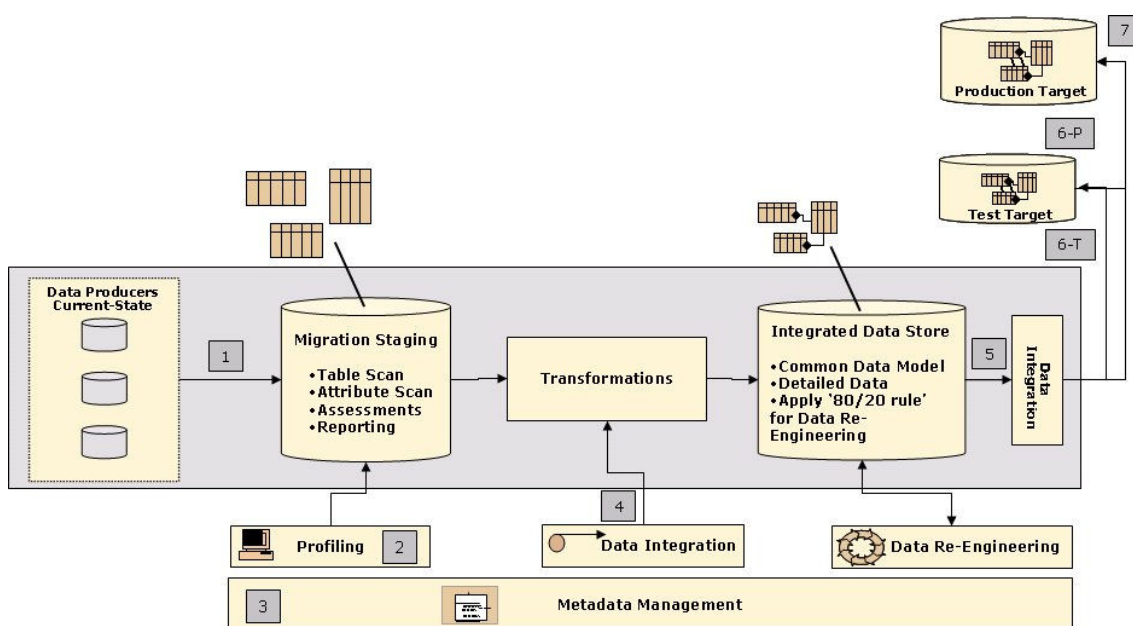 7
Production Target
6-P
Test Target
6-T
Data Producers
Current-State
1
Migration Staging
•Table Scan
•Attribute Scan
•Assessments
•Reporting
Transformations
Integrated Data Store
•Common Data Model
•Detailed Data
•Apply ‘80/20 rule’
for Data Re-
Engineering
5
Data
Integration
Profiling
2
4
Data Integration
Data Re-Engineering
3
Metadata Management